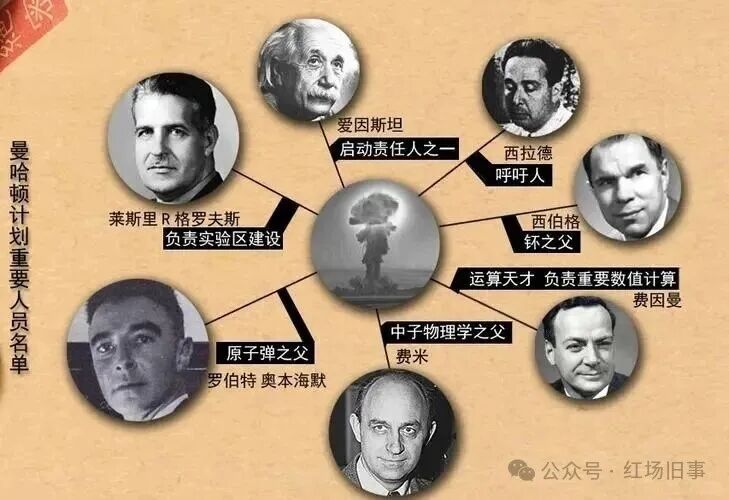 曼哈顿计划重要人员名单
爱因斯坦
启动责任人之一
西拉德
呼吁人
莱斯里 R 格罗夫斯
负责实验区建设
西伯格
钚之父
运算天才 负责重要数值计算
费因曼
中子物理学之父
费米
原子弹之父
罗伯特 奥本海默
公众号 · 红场旧事